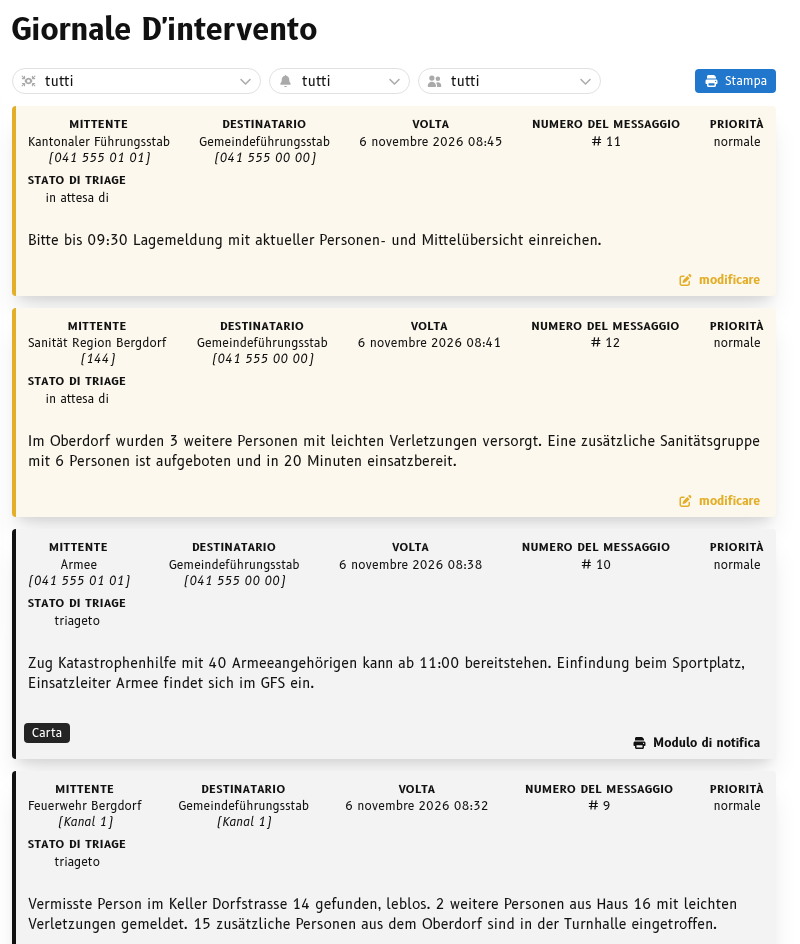 Giornale D'intervento
tutti tutti tutti Stampa
MITTENTE DESTINATARIO VOLTA NUMERO DEL MESSAGGIO PRIORITÀ
Kantonaler Führungsstab Gemeindeführungsstab 6 novembre 2026 08:45 # 11 normale
[041 555 01 01] [041 555 00 00]
STATO DI TRIAGE
in attesa di
Bitte bis 09:30 Lagemeldung mit aktueller Personen- und Mittelübersicht einreichen.
modificare
MITTENTE DESTINATARIO VOLTA NUMERO DEL MESSAGGIO PRIORITÀ
Sanität Region Bergdorf Gemeindeführungsstab 6 novembre 2026 08:41 # 12 normale
[144] [041 555 00 00]
STATO DI TRIAGE
in attesa di
Im Oberdorf wurden 3 weitere Personen mit leichten Verletzungen versorgt. Eine zusätzliche Sanitätsgruppe
mit 6 Personen ist aufgeboten und in 20 Minuten einsatzbereit.
modificare
MITTENTE DESTINATARIO VOLTA NUMERO DEL MESSAGGIO PRIORITÀ
Armee Gemeindeführungsstab 6 novembre 2026 08:38 # 10 normale
[041 555 01 01] [041 555 00 00]
STATO DI TRIAGE
triageto
Zug Katastrophenhilfe mit 40 Armeeangehörigen kann ab 11:00 bereitstehen. Einfindung beim Sportplatz,
Einsatzleiter Armee findet sich im GFS ein.
Carta
Modulo di notifica
MITTENTE DESTINATARIO VOLTA NUMERO DEL MESSAGGIO PRIORITÀ
Feuerwehr Bergdorf Gemeindeführungsstab 6 novembre 2026 08:32 # 9 normale
[Kanal 1] [Kanal 1]
STATO DI TRIAGE
triageto
Vermisste Person im Keller Dorfstrasse 14 gefunden, leblos. 2 weitere Personen aus Haus 16 mit leichten
Verletzungen gemeldet. 15 zusätzliche Personen aus dem Oberdorf sind in der Turnhalle eingetroffen.